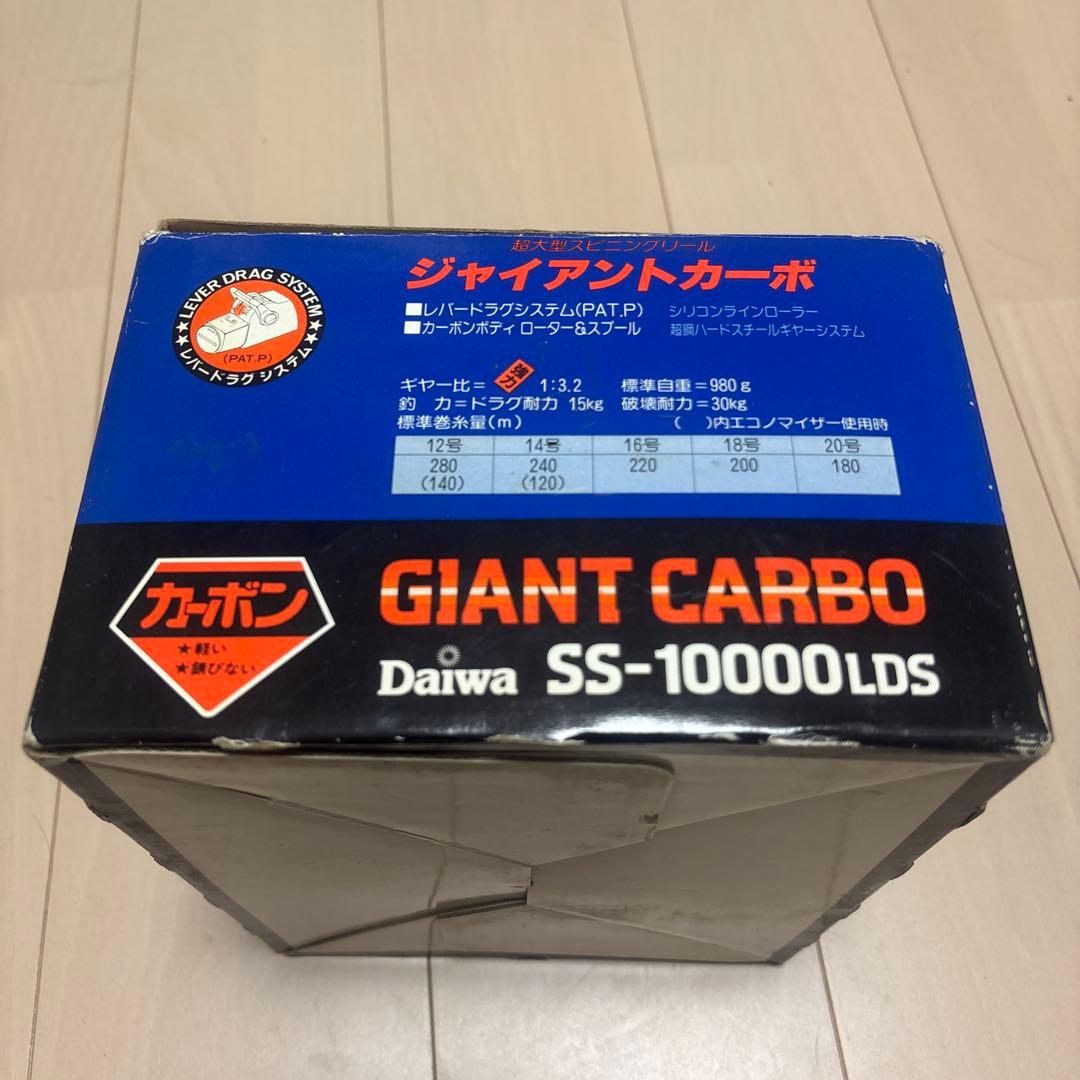 超大型スピニングリール
ジャイアントカーボ
★LEVER DRAG SYSTEM★
(PAT.P)
★レバードラグシステム★
■レバードラグシステム(PAT.P) シリコンラインローラー
■カーボンボディ ローター&スプール 超鋼ハードスチールギヤーシステム
ギヤー比= 強力 1:3.2 標準自重=980g
釣 力=ドラグ耐力 15kg 破壊耐力=30kg
標準巻糸量(m) ( )内エコノマイザー使用時
12号 14号 16号 18号 20号
280 240 220 200 180
(140) (120)
カーボン
★軽い
★錆びない
GIANT CARBO
Daiwa SS-10000LDS